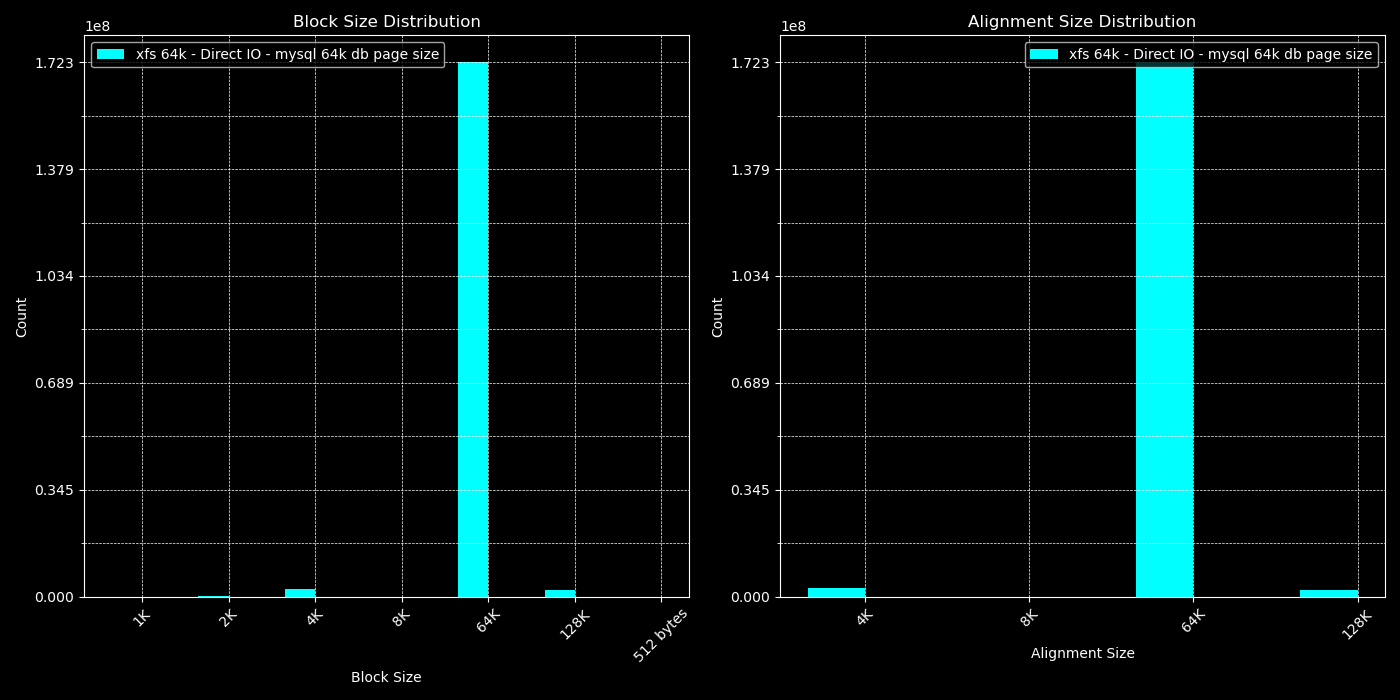 Block Size Distribution
1e8
xfs 64k - Direct IO - mysql 64k db page size
1.723
1.379
1.034
0.689
0.345
0.000
Count
1K
2K
4K
8K
64K
128K
512 bytes
Block Size
Alignment Size Distribution
1e8
xfs 64k - Direct IO - mysql 64k db page size
1.723
1.379
1.034
0.689
0.345
0.000
Count
4K
8K
64K
128K
Alignment Size